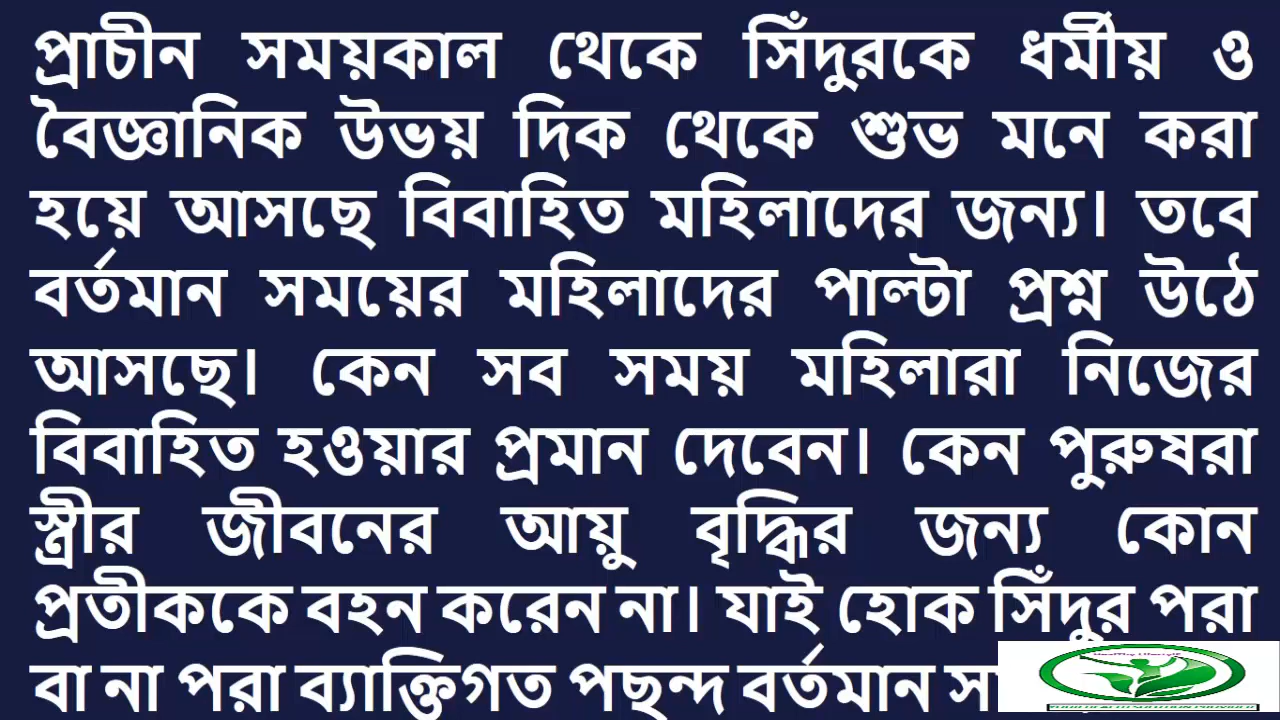 প্রাচীন সময়কাল থেকে সিঁদুরকে ধর্মীয় ও
বৈজ্ঞানিক উভয় দিক থেকে শুভ মনে করা
হয়ে আসছে বিবাহিত মহিলাদের জন্য। তবে
বর্তমান সময়ের মহিলাদের পাল্টা প্রশ্ন উঠে
আসছে। কেন সব সময় মহিলারা নিজের
বিবাহিত হওয়ার প্রমান দেবেন। কেন পুরুষরা
স্ত্রীর জীবনের আয়ু বৃদ্ধির জন্য কোন
প্রতীককে বহন করেন না। যাই হোক সিঁদুর পরা
বা না পরা ব্যাক্তিগত পছন্দ বর্তমান